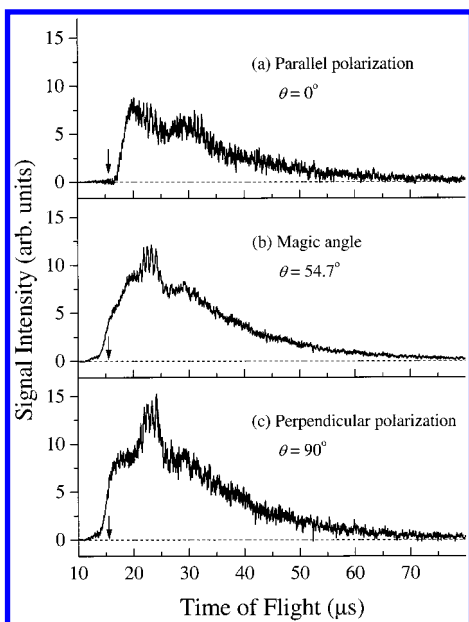 Signal Intensity (arb. units)
15
10
5
0
(a) Parallel polarization
θ = 0°
15
10
5
0
(b) Magic angle
θ = 54.7°
15
10
5
0
(c) Perpendicular polarization
θ = 90°
10 20 30 40 50 60 70
Time of Flight (μs)